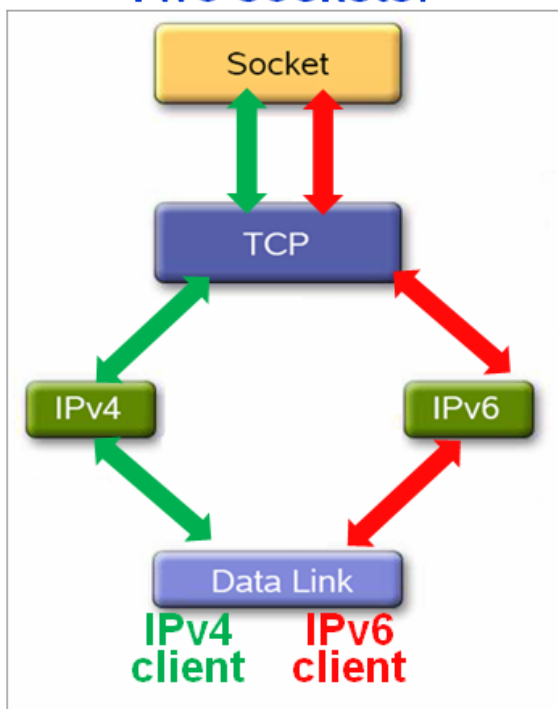 Socket
TCP
IPv4
IPv6
Data Link
IPv4 IPv6
client client